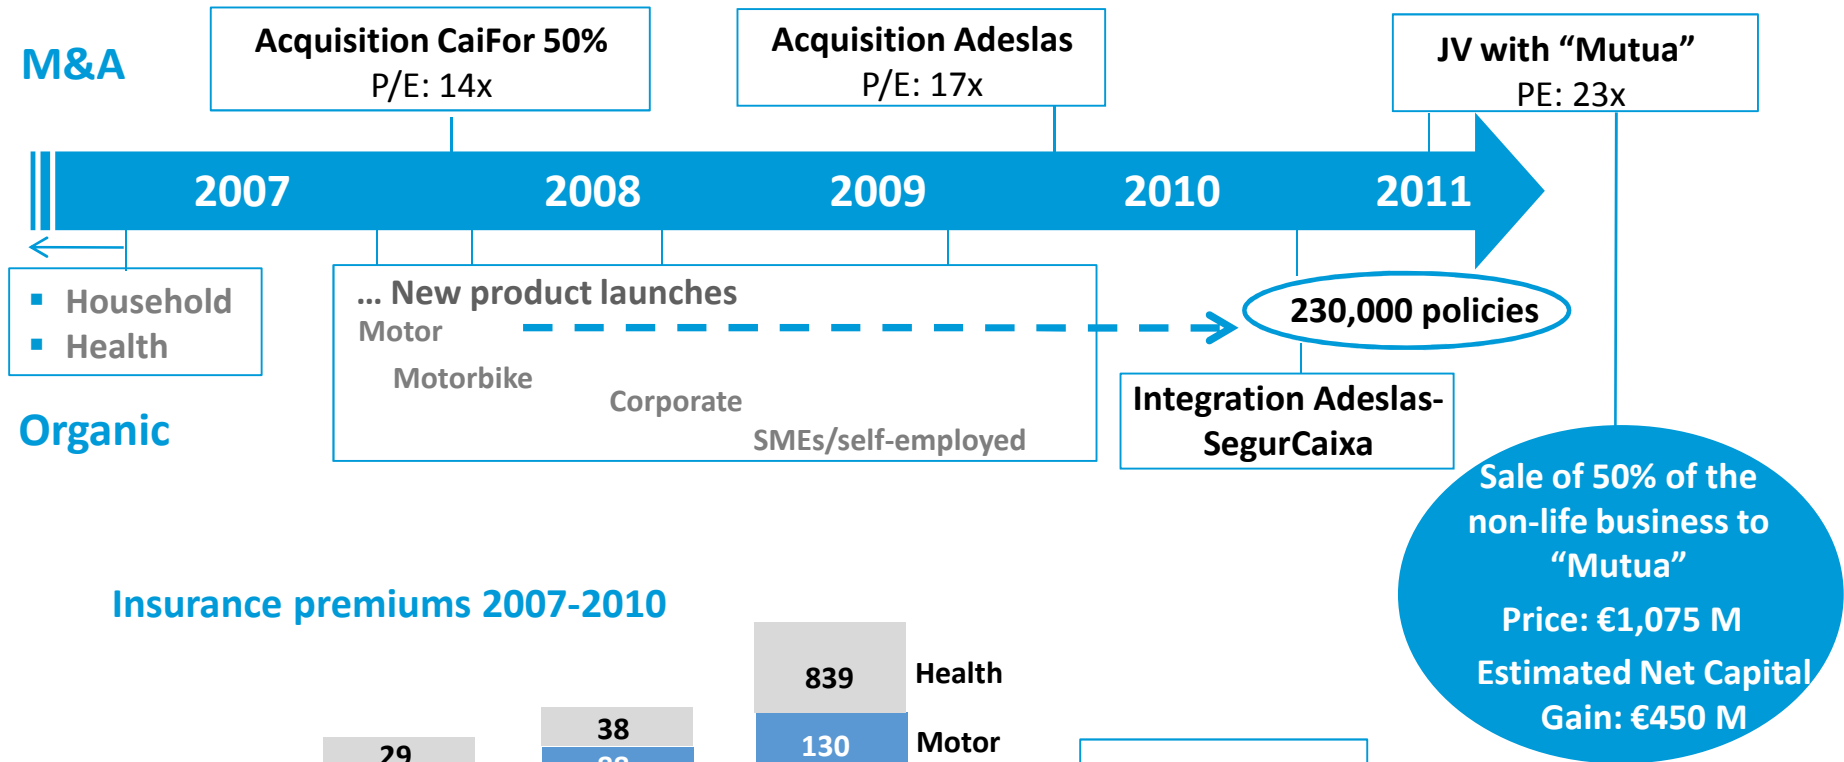 M&A
Acquisition CaiFor 50%
P/E: 14x
Acquisition Adeslas
P/E: 17x
JV with “Mutua”
PE: 23x
2007
2008
2009
2010
2011
▪ Household
▪ Health
... New product launches
Motor
Motorbike
Corporate
SMEs/self-employed
230,000 policies
Integration Adeslas-
SegurCaixa
Organic
Sale of 50% of the
non-life business to
“Mutua”
Price: €1,075 M
Estimated Net Capital
Gain: €450 M
Insurance premiums 2007-2010
839
Health
38
130
Motor
29